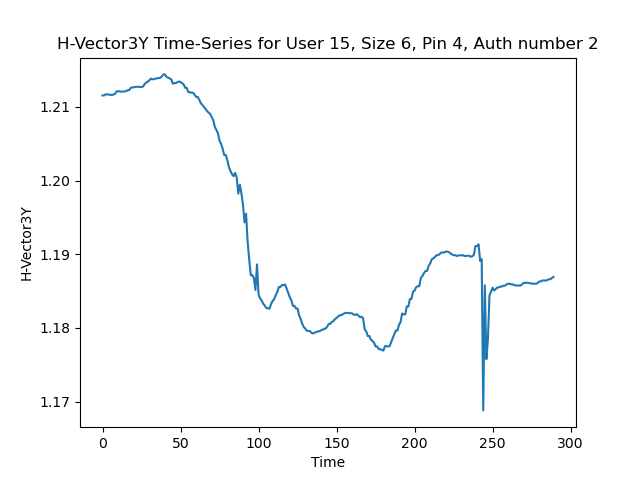 H-Vector3Y Time-Series for User 15, Size 6, Pin 4, Auth number 2
1.21
1.20
1.19
1.18
1.17
H-Vector3Y
0 50 100 150 200 250 300
Time